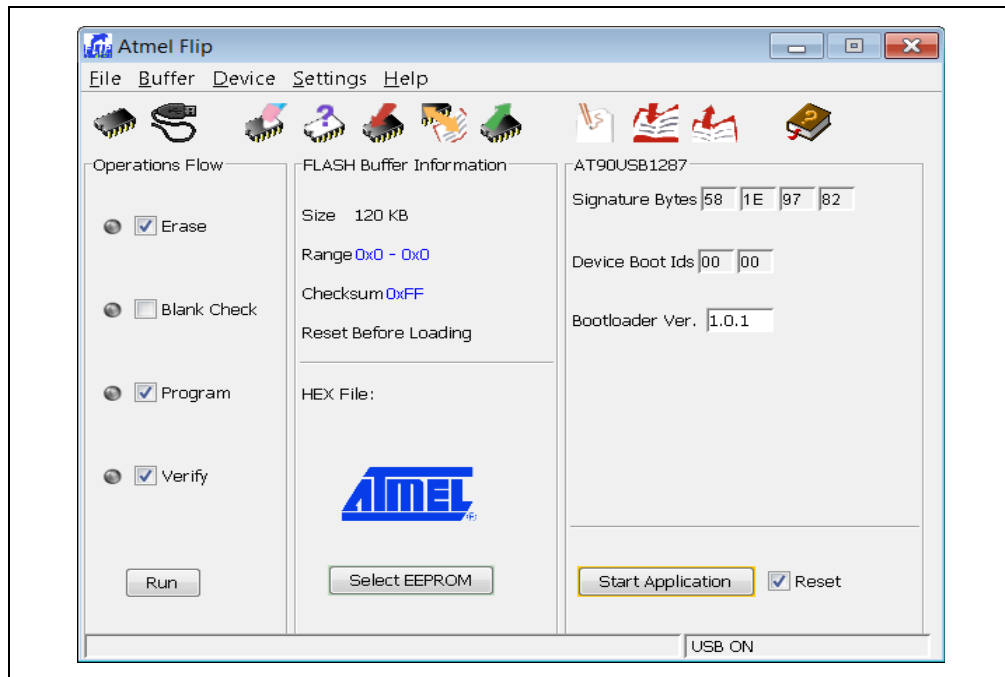 Atmel Flip
File Buffer Device Settings Help
Operations Flow
Erase
Blank Check
Program
Verify
Run
FLASH Buffer Information
Size 120 KB
Range 0x0 - 0x0
Checksum 0xFF
Reset Before Loading
HEX File:
ATMEL
Select EEPROM
AT90USB1287
Signature Bytes 58 1E 97 82
Device Boot Ids 00 00
Bootloader Ver. 1.0.1
Start Application Reset
USB ON